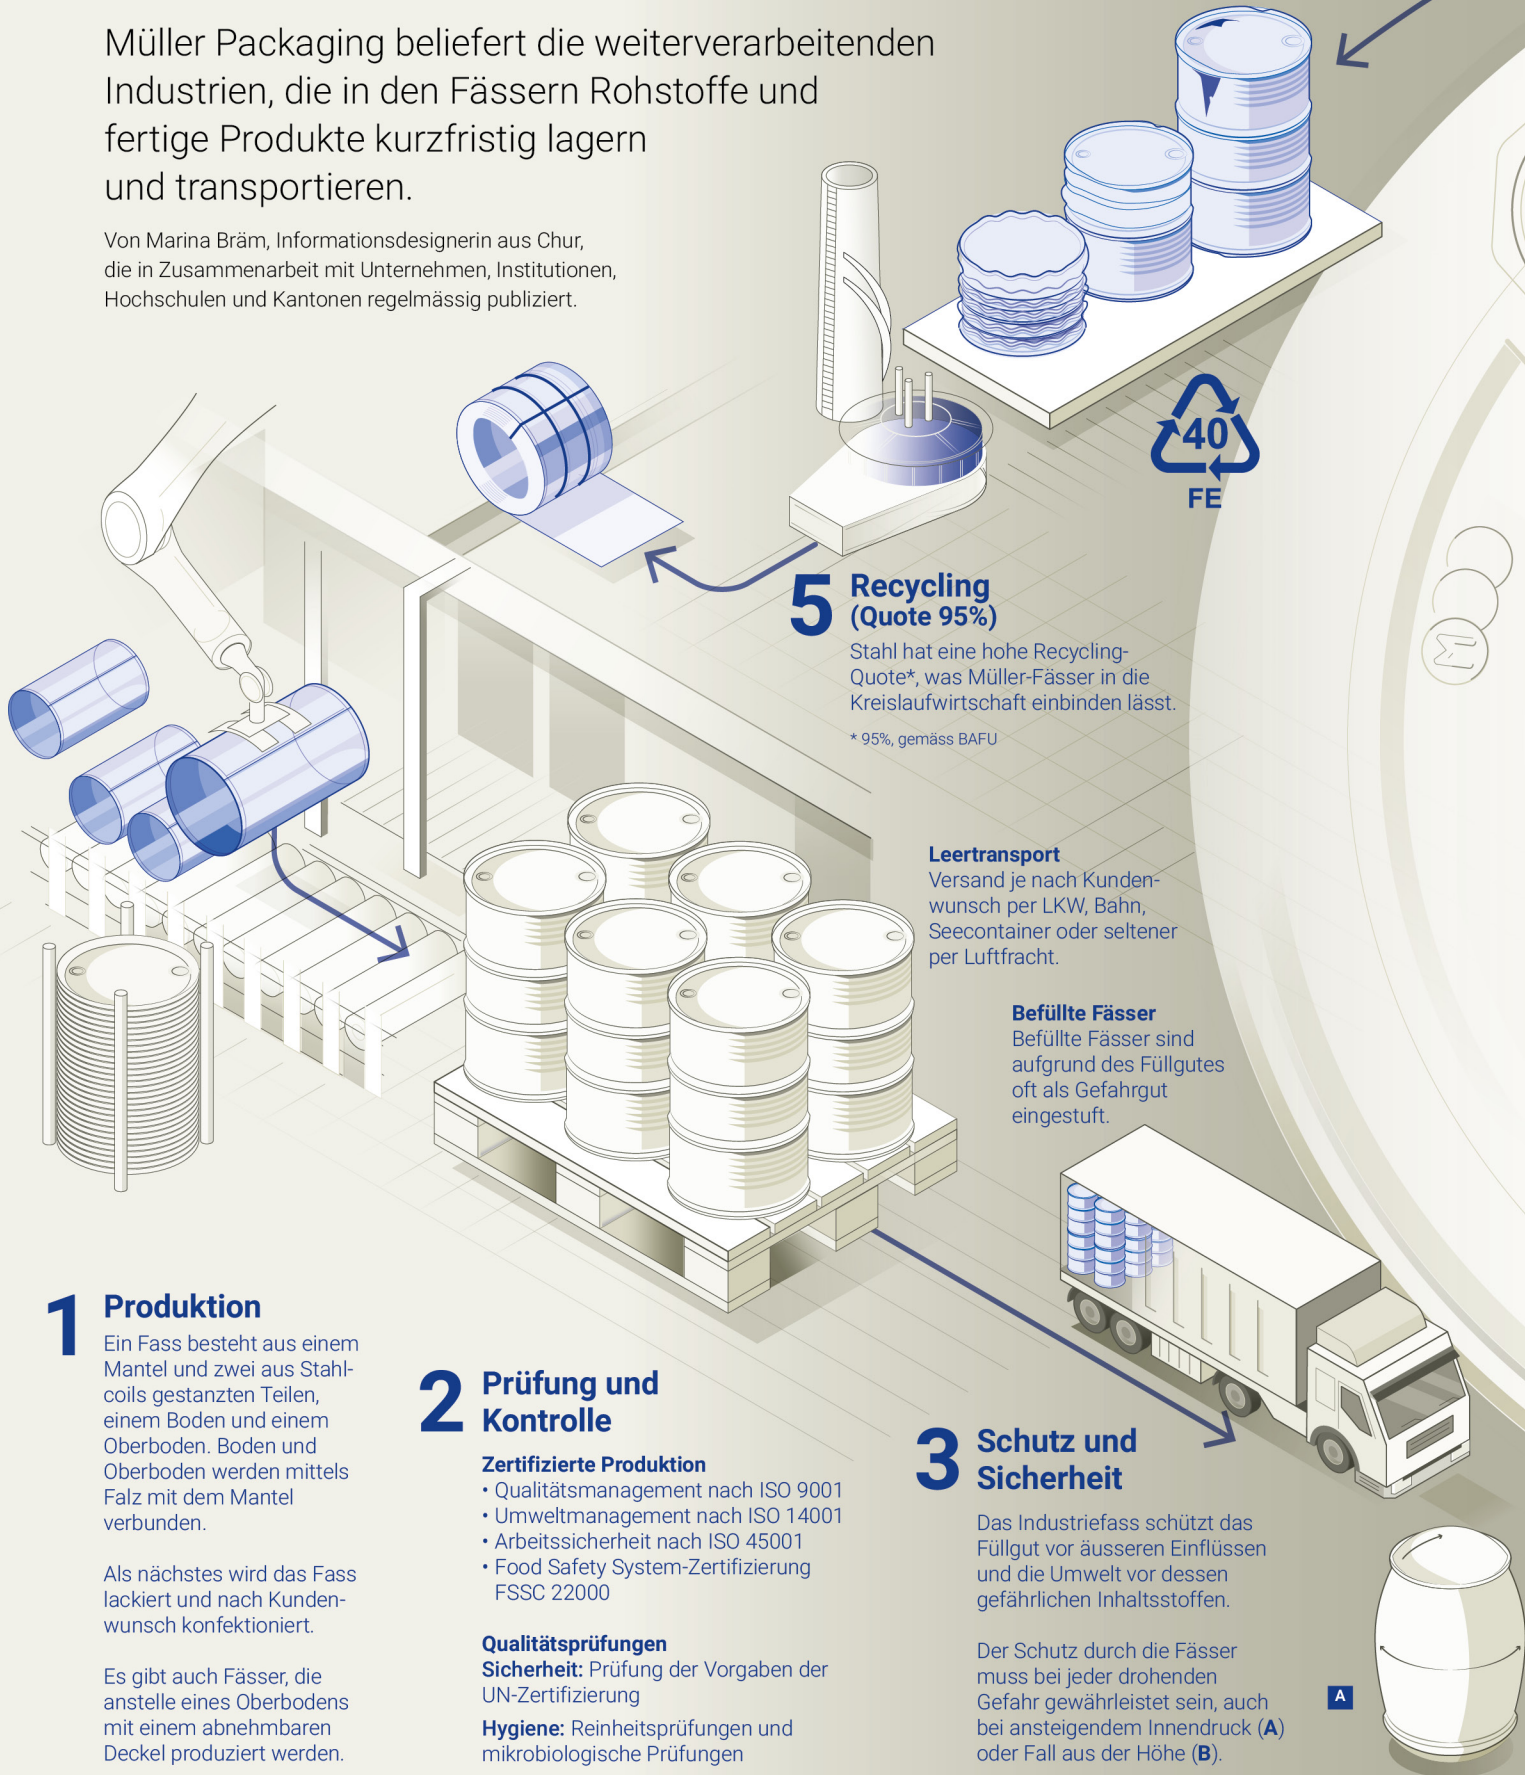 Müller Packaging beliefert die weiterverarbeitenden
Industrien, die in den Fässern Rohstoffe und
fertige Produkte kurzfristig lagern
und transportieren.
Von Marina Bräm, Informationsdesignerin aus Chur,
die in Zusammenarbeit mit Unternehmen, Institutionen,
Hochschulen und Kantonen regelmässig publiziert.
40
FE
5 Recycling
(Quote 95%)
Stahl hat eine hohe Recycling-
Quote*, was Müller-Fässer in die
Kreislaufwirtschaft einbinden lässt.
* 95%, gemäss BAFU
M
Leertransport
Versand je nach Kunden-
wunsch per LKW, Bahn,
Seecontainer oder seltener
per Luftfracht.
Befüllte Fässer
Befüllte Fässer sind
aufgrund des Füllgutes
oft als Gefahrgut
eingestuft.
1 Produktion
Ein Fass besteht aus einem
Mantel und zwei aus Stahl-
coils gestanzten Teilen,
einem Boden und einem
Oberboden. Boden und
Oberboden werden mittels
Falz mit dem Mantel
verbunden.
Als nächstes wird das Fass
lackiert und nach Kunden-
wunsch konfektioniert.
Es gibt auch Fässer, die
anstelle eines Oberbodens
mit einem abnehmbaren
Deckel produziert werden.
2 Prüfung und
Kontrolle
Zertifizierte Produktion
• Qualitätsmanagement nach ISO 9001
• Umweltmanagement nach ISO 14001
• Arbeitssicherheit nach ISO 45001
• Food Safety System-Zertifizierung
FSSC 22000
Qualitätsprüfungen
Sicherheit: Prüfung der Vorgaben der
UN-Zertifizierung
Hygiene: Reinheitsprüfungen und
mikrobiologische Prüfungen
3 Schutz und
Sicherheit
Das Industriefass schützt das
Füllgut vor äusseren Einflüssen
und die Umwelt vor dessen
gefährlichen Inhaltsstoffen.
Der Schutz durch die Fässer
muss bei jeder drohenden
Gefahr gewährleistet sein, auch
bei ansteigendem Innendruck (A)
oder Fall aus der Höhe (B).
A